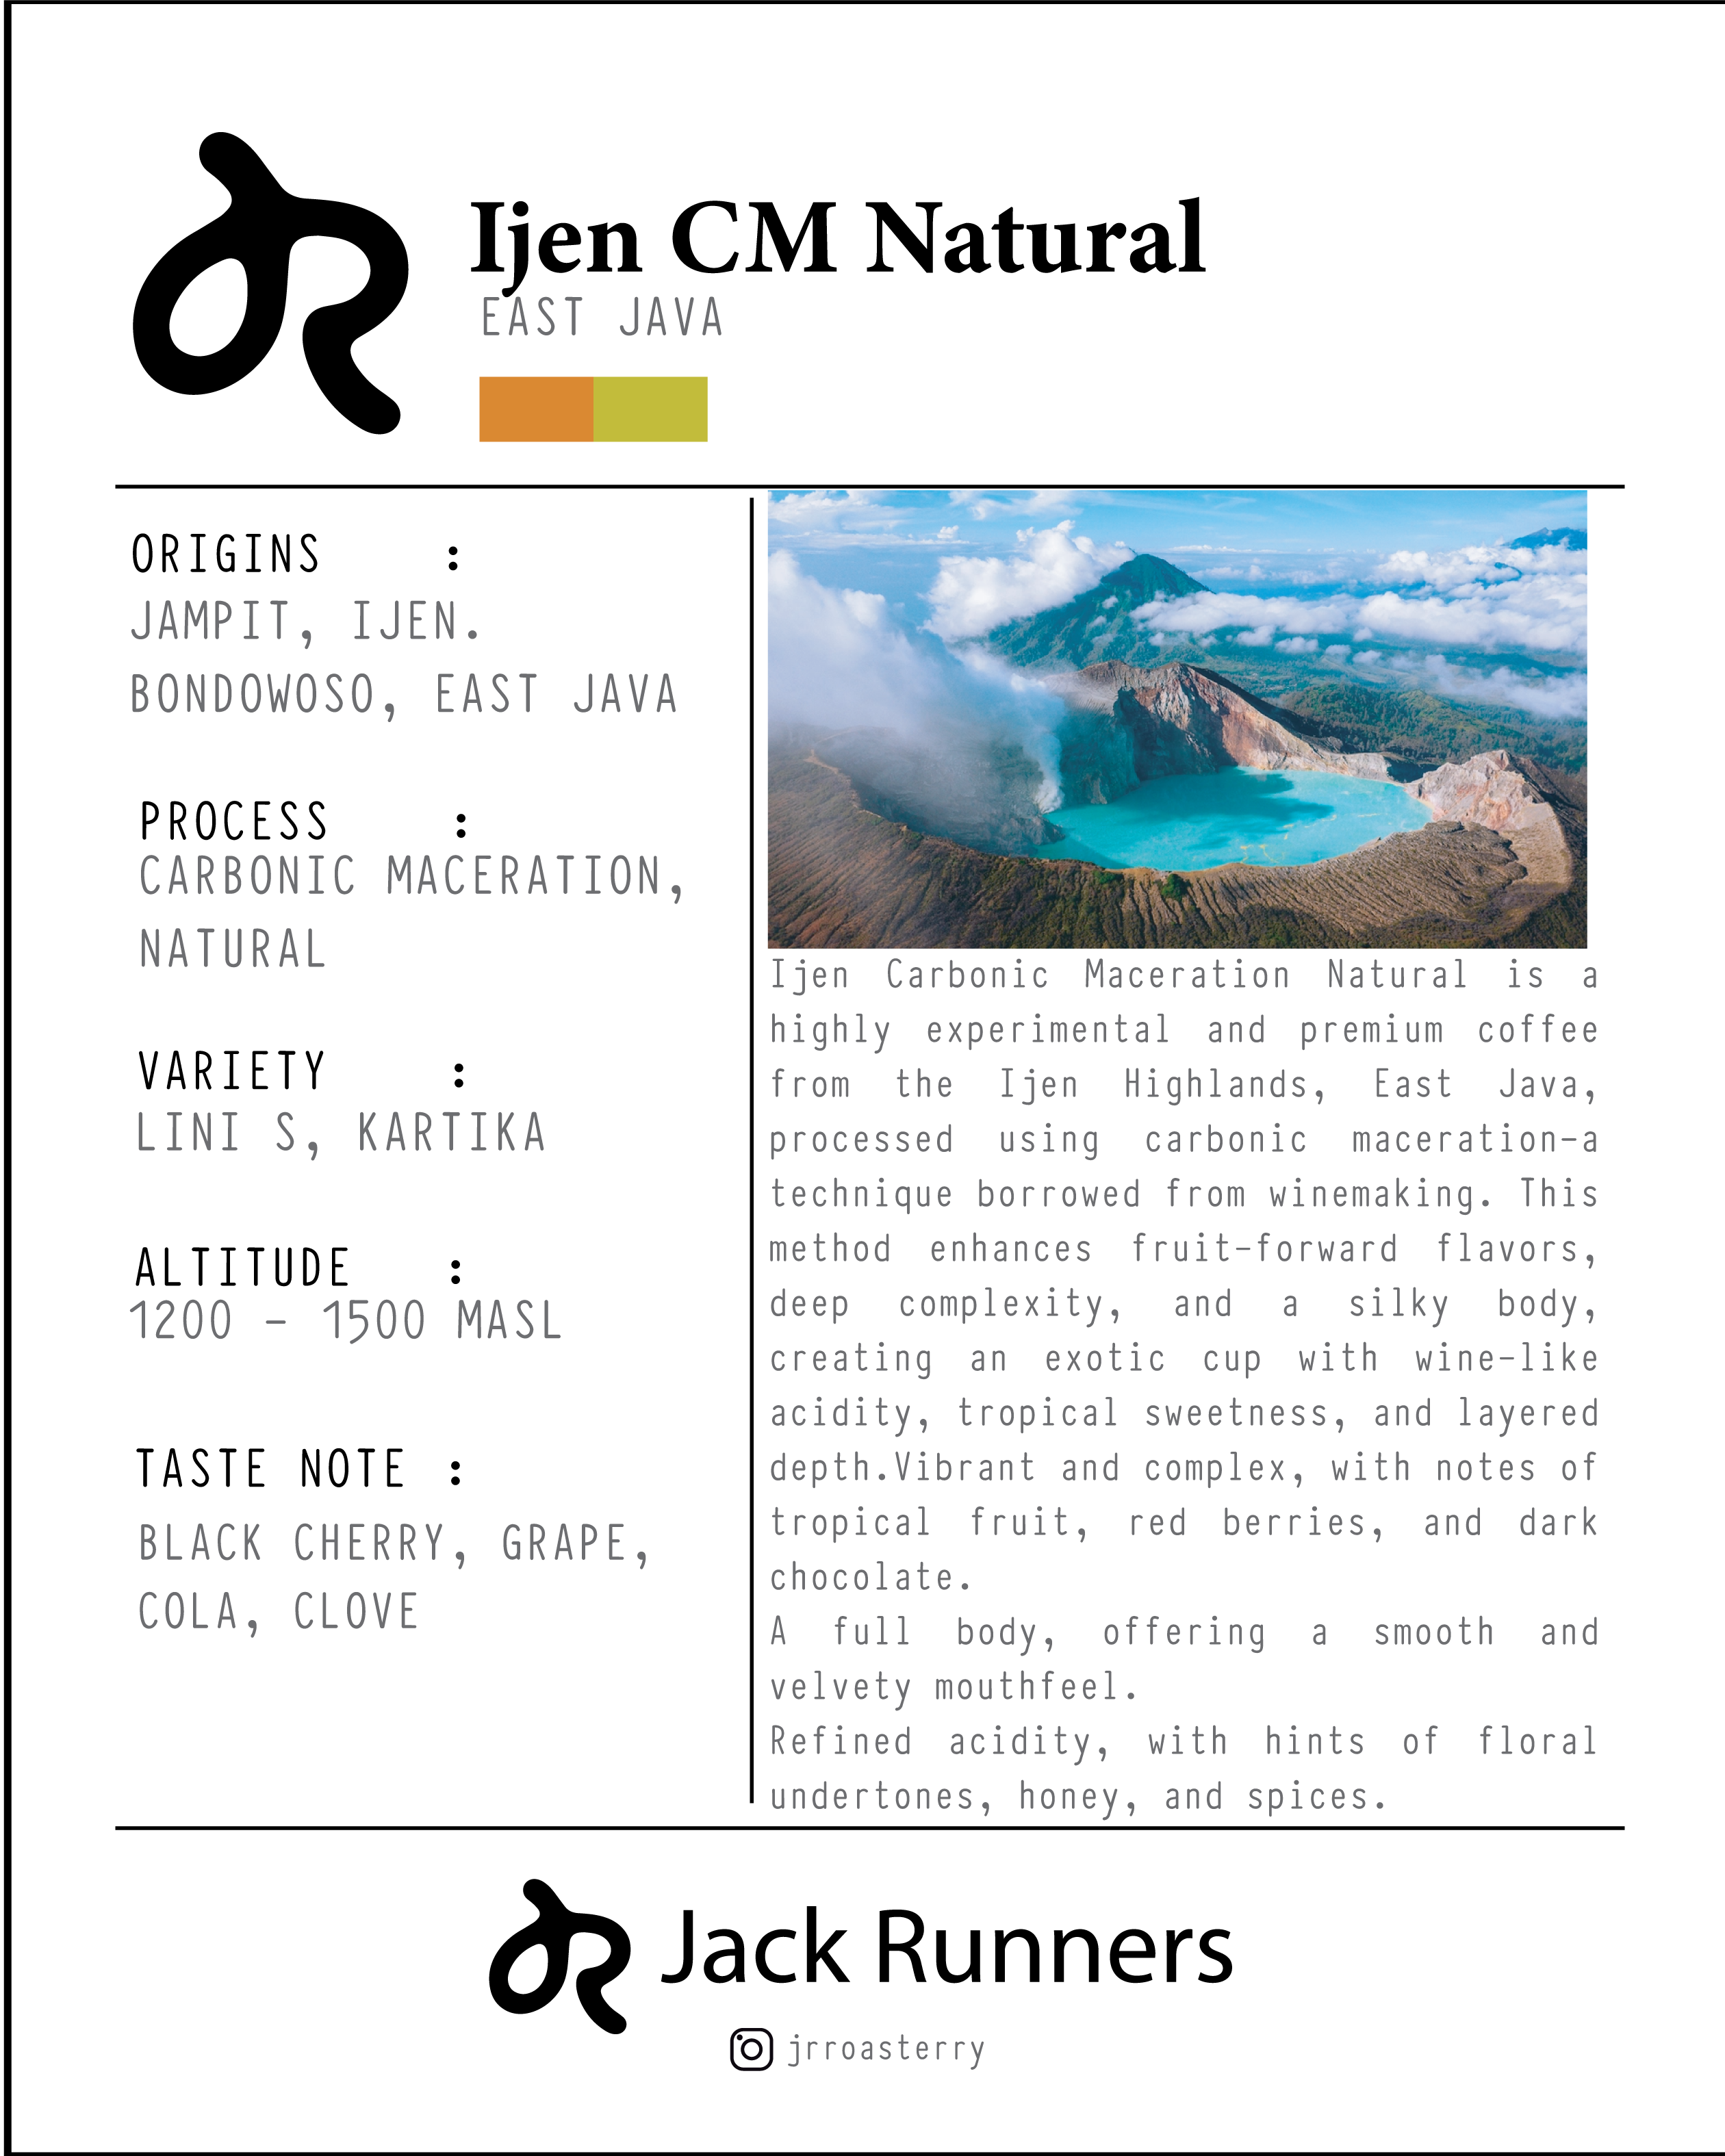 Ijen CM Natural
EAST JAVA
ORIGINS :
JAMPIT, IJEN.
BONDOWOSO, EAST JAVA
PROCESS :
CARBONIC MACERATION,
NATURAL
VARIETY :
LINI S, KARTIKA
ALTITUDE :
1200 - 1500 MASL
TASTE NOTE :
BLACK CHERRY, GRAPE,
COLA, CLOVE
Ijen Carbonic Maceration Natural is a
highly experimental and premium coffee
from the Ijen Highlands, East Java,
processed using carbonic maceration-a
technique borrowed from winemaking. This
method enhances fruit-forward flavors,
deep complexity, and a silky body,
creating an exotic cup with wine-like
acidity, tropical sweetness, and layered
depth.Vibrant and complex, with notes of
tropical fruit, red berries, and dark
chocolate.
A full body, offering a smooth and
velvety mouthfeel.
Refined acidity, with hints of floral
undertones, honey, and spices.
Jack Runners
jrroasterry